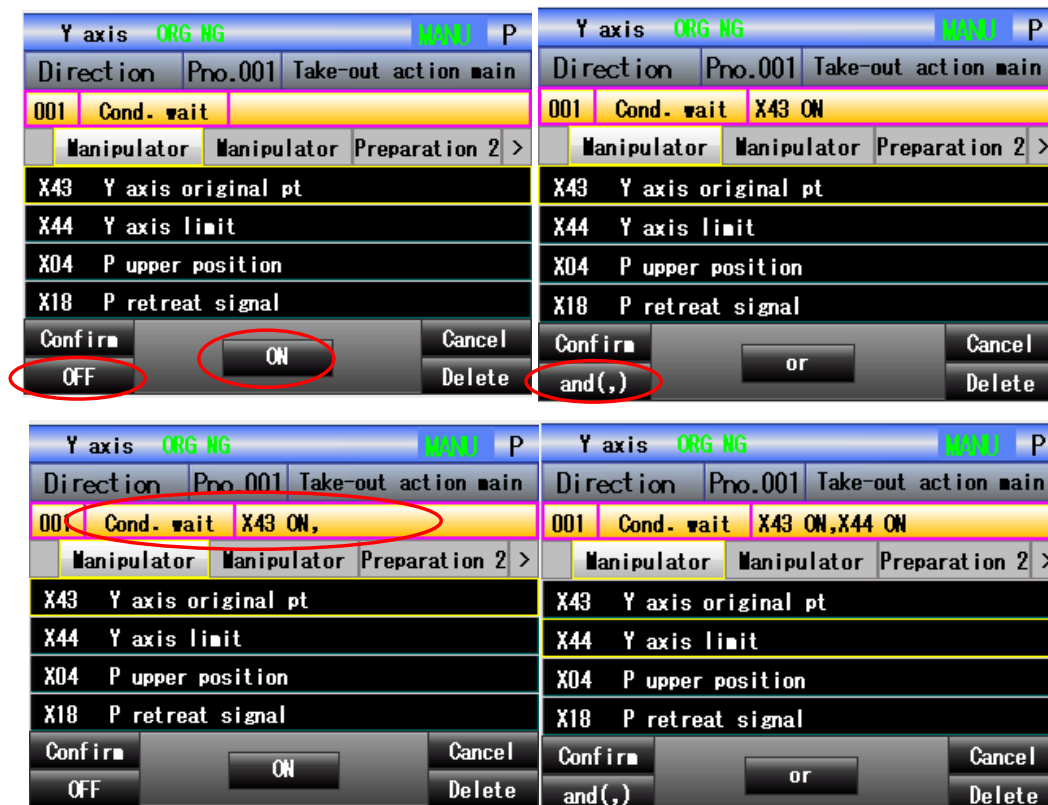 Y axis ORG NG MANU P
Direction Pno.001 Take-out action main
001 Cond. wait
Manipulator Manipulator Preparation 2 >
X43 Y axis original pt
X44 Y axis limit
X04 P upper position
X18 P retreat signal
Confirm ON Cancel
OFF Delete
Y axis ORG NG MANU P
Direction Pno.001 Take-out action main
001 Cond. wait X43 ON
Manipulator Manipulator Preparation 2 >
X43 Y axis original pt
X44 Y axis limit
X04 P upper position
X18 P retreat signal
Confirm or Cancel
and(,) Delete
Y axis ORG NG MANU P
Direction Pno.001 Take-out action main
001 Cond. wait X43 ON,
Manipulator Manipulator Preparation 2 >
X43 Y axis original pt
X44 Y axis limit
X04 P upper position
X18 P retreat signal
Confirm ON Cancel
OFF Delete
Y axis ORG NG MANU P
Direction Pno.001 Take-out action main
001 Cond. wait X43 ON,X44 ON
Manipulator Manipulator Preparation 2 >
X43 Y axis original pt
X44 Y axis limit
X04 P upper position
X18 P retreat signal
Confirm or Cancel
and(,) Delete